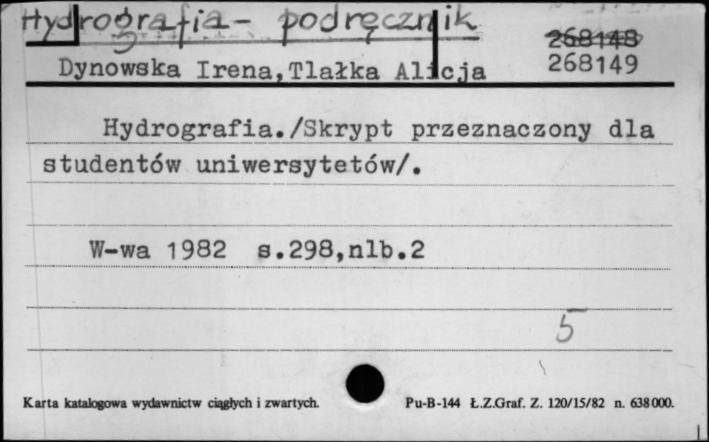 Hydrografia - podręcznik
268148
Dynowska Irena,Tlałka Alicja 268149
Hydrografia./Skrypt przeznaczony dla
studentów uniwersytetów/.
W-wa 1982 s.298,nlb.2
5
Karta katalogowa wydawnictw ciągłych i zwartych. Pu-B-144 Ł.Z.Graf. Z. 120/15/82 n. 638000.